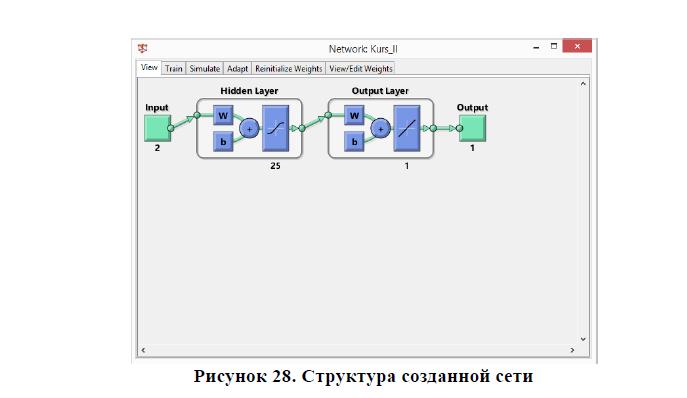 Network: Kurs_II
View Train Simulate Adapt Reinitialize Weights View/Edit Weights
Hidden Layer Output Layer
Input Output
W W
+ +
b b
2 1
25 1
Рисунок 28. Структура созданной сети